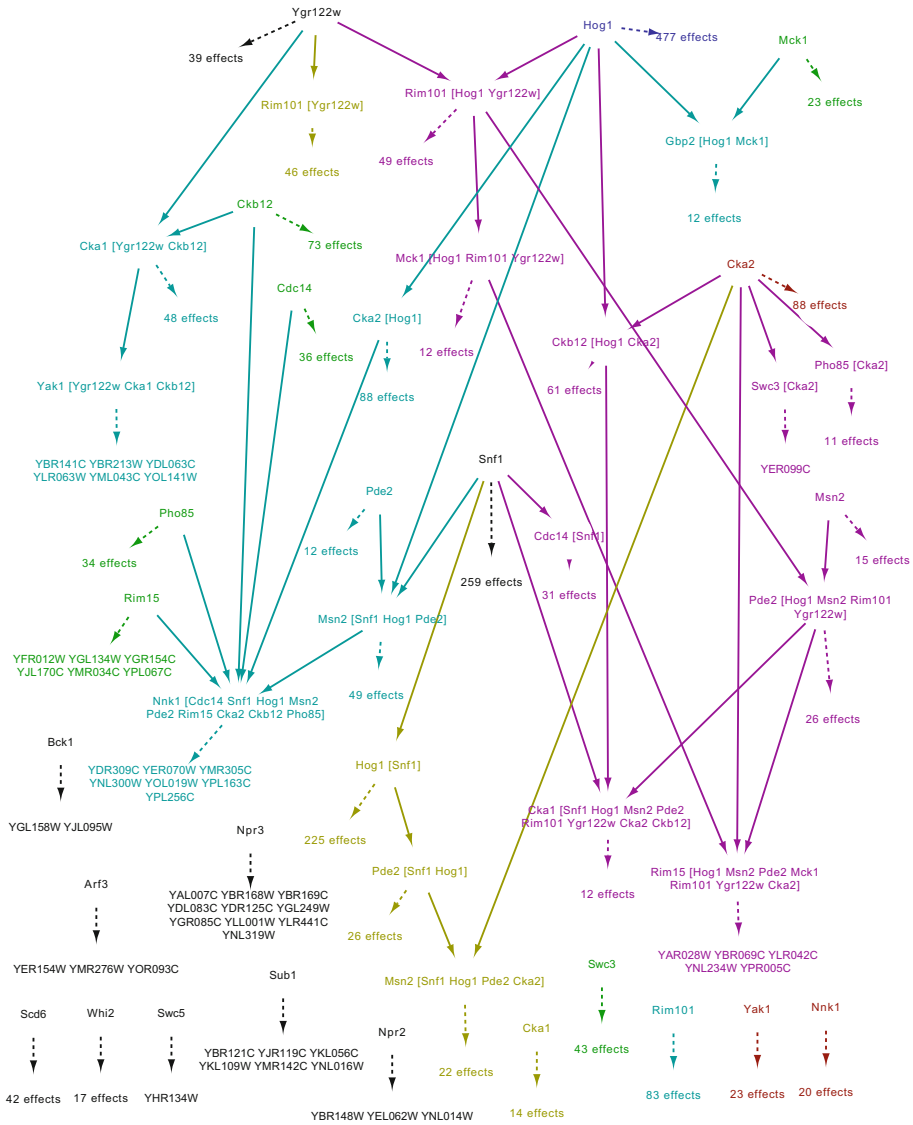 Ygr122w
Hog1
477 effects
Mck1
39 effects
Rim101 [Hog1 Ygr122w]
23 effects
Rim101 [Ygr122w]
Gbp2 [Hog1 Mck1]
49 effects
46 effects
Ckb12
12 effects
Cka1 [Ygr122w Ckb12]
73 effects
Mck1 [Hog1 Rim101 Ygr122w]
Cka2
Cdc14
88 effects
48 effects
Cka2 [Hog1]
36 effects
12 effects
Ckb12 [Hog1 Cka2]
Pho85 [Cka2]
Yak1 [Ygr122w Cka1 Ckb12]
Swc3 [Cka2]
88 effects
61 effects
11 effects
YBR141C YBR213W YDL063C
YLR063W YML043C YOL141W
Snf1
YER099C
Pde2
Msn2
Pho85
Cdc14 [Snf1]
12 effects
34 effects
15 effects
259 effects
31 effects
Rim15
Msn2 [Snf1 Hog1 Pde2]
Pde2 [Hog1 Msn2 Rim101
Ygr122w]
YFR012W YGL134W YGR154C
YJL170C YMR034C YPL067C
49 effects
Nnk1 [Cdc14 Snf1 Hog1 Msn2
Pde2 Rim15 Cka2 Ckb12 Pho85]
26 effects
Bck1
Hog1 [Snf1]
YDR309C YER070W YMR305C
YNL300W YOL019W YPL163C
YPL256C
YGL158W YJL095W
Npr3
225 effects
Cka1 [Snf1 Hog1 Msn2 Pde2
Rim101 Ygr122w Cka2 Ckb12]
Pde2 [Snf1 Hog1]
Rim15 [Hog1 Msn2 Pde2 Mck1
Rim101 Ygr122w Cka2]
Arf3
YAL007C YBR168W YBR169C
YDL083C YDR125C YGL249W
YGR085C YLL001W YLR441C
YNL319W
12 effects
26 effects
YER154W YMR276W YOR093C
YAR028W YBR069C YLR042C
YNL234W YPR005C
Sub1
Msn2 [Snf1 Hog1 Pde2 Cka2]
Swc3
Scd6
Whi2
Swc5
Npr2
Cka1
Rim101
Yak1
Nnk1
YBR121C YJR119C YKL056C
YKL109W YMR142C YNL016W
43 effects
22 effects
42 effects
17 effects
YHR134W
YBR148W YEL062W YNL014W
14 effects
83 effects
23 effects
20 effects